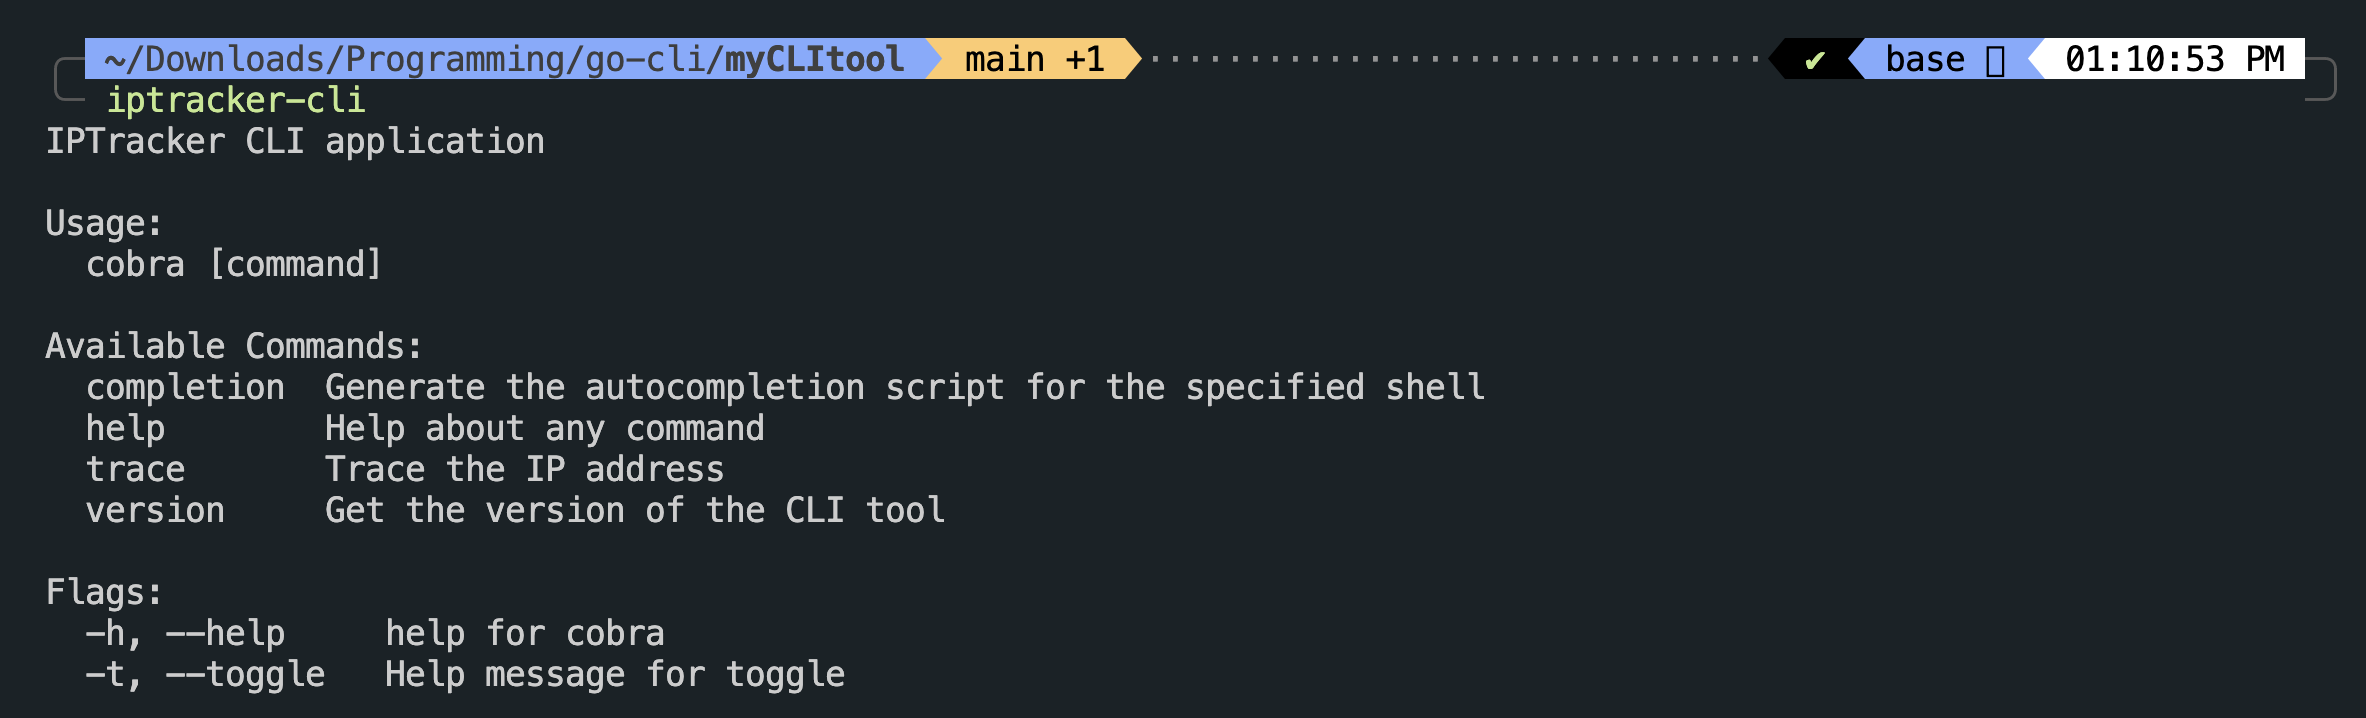 ~/Downloads/Programming/go-cli/myCLItool main +1 ✔ base 01:10:53 PM
iptracker-cli
IPTracker CLI application
Usage:
cobra [command]
Available Commands:
completion Generate the autocompletion script for the specified shell
help Help about any command
trace Trace the IP address
version Get the version of the CLI tool
Flags:
-h, --help help for cobra
-t, --toggle Help message for toggle